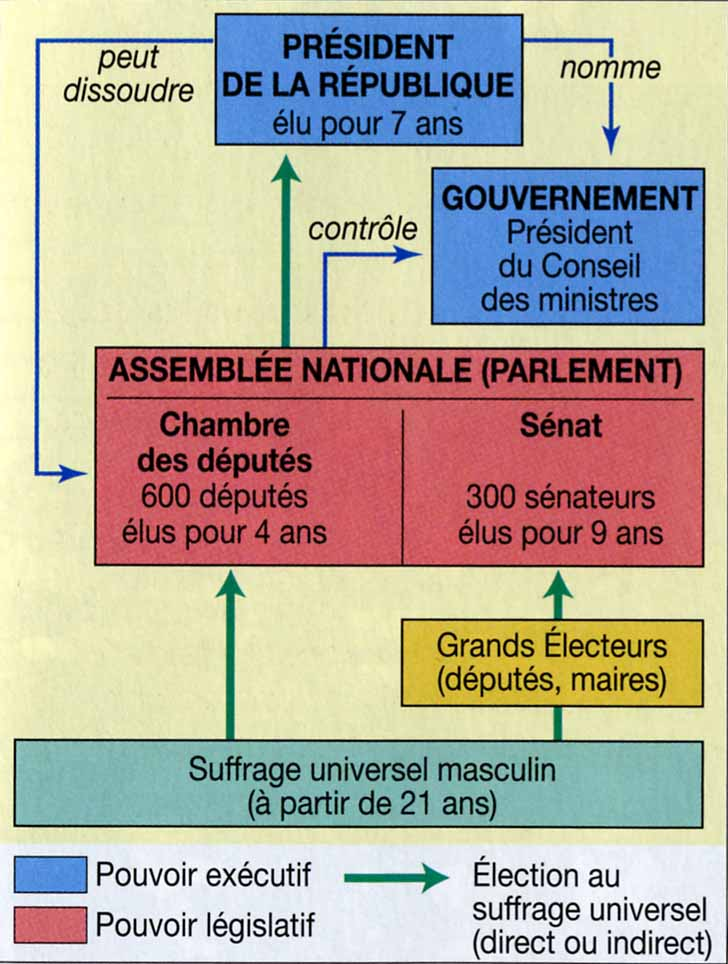 peut
dissoudre
PRÉSIDENT
DE LA RÉPUBLIQUE
élu pour 7 ans
nomme
GOUVERNEMENT
Président
du Conseil
des ministres
contrôle
ASSEMBLÉE NATIONALE (PARLEMENT)
Chambre
des députés
600 députés
élus pour 4 ans
Sénat
300 sénateurs
élus pour 9 ans
Grands Électeurs
(députés, maires)
Suffrage universel masculin
(à partir de 21 ans)
Pouvoir exécutif
Pouvoir législatif
Élection au
suffrage universel
(direct ou indirect)